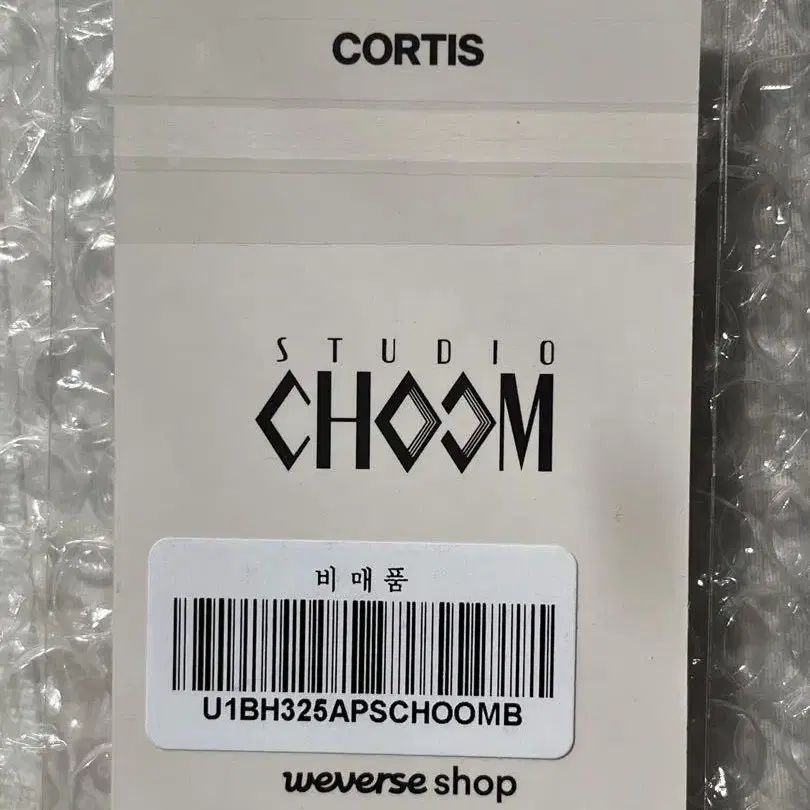 CORTIS
STUDIO
CHOOM
비매품
U1BH325APSCHOOMB
weverse shop